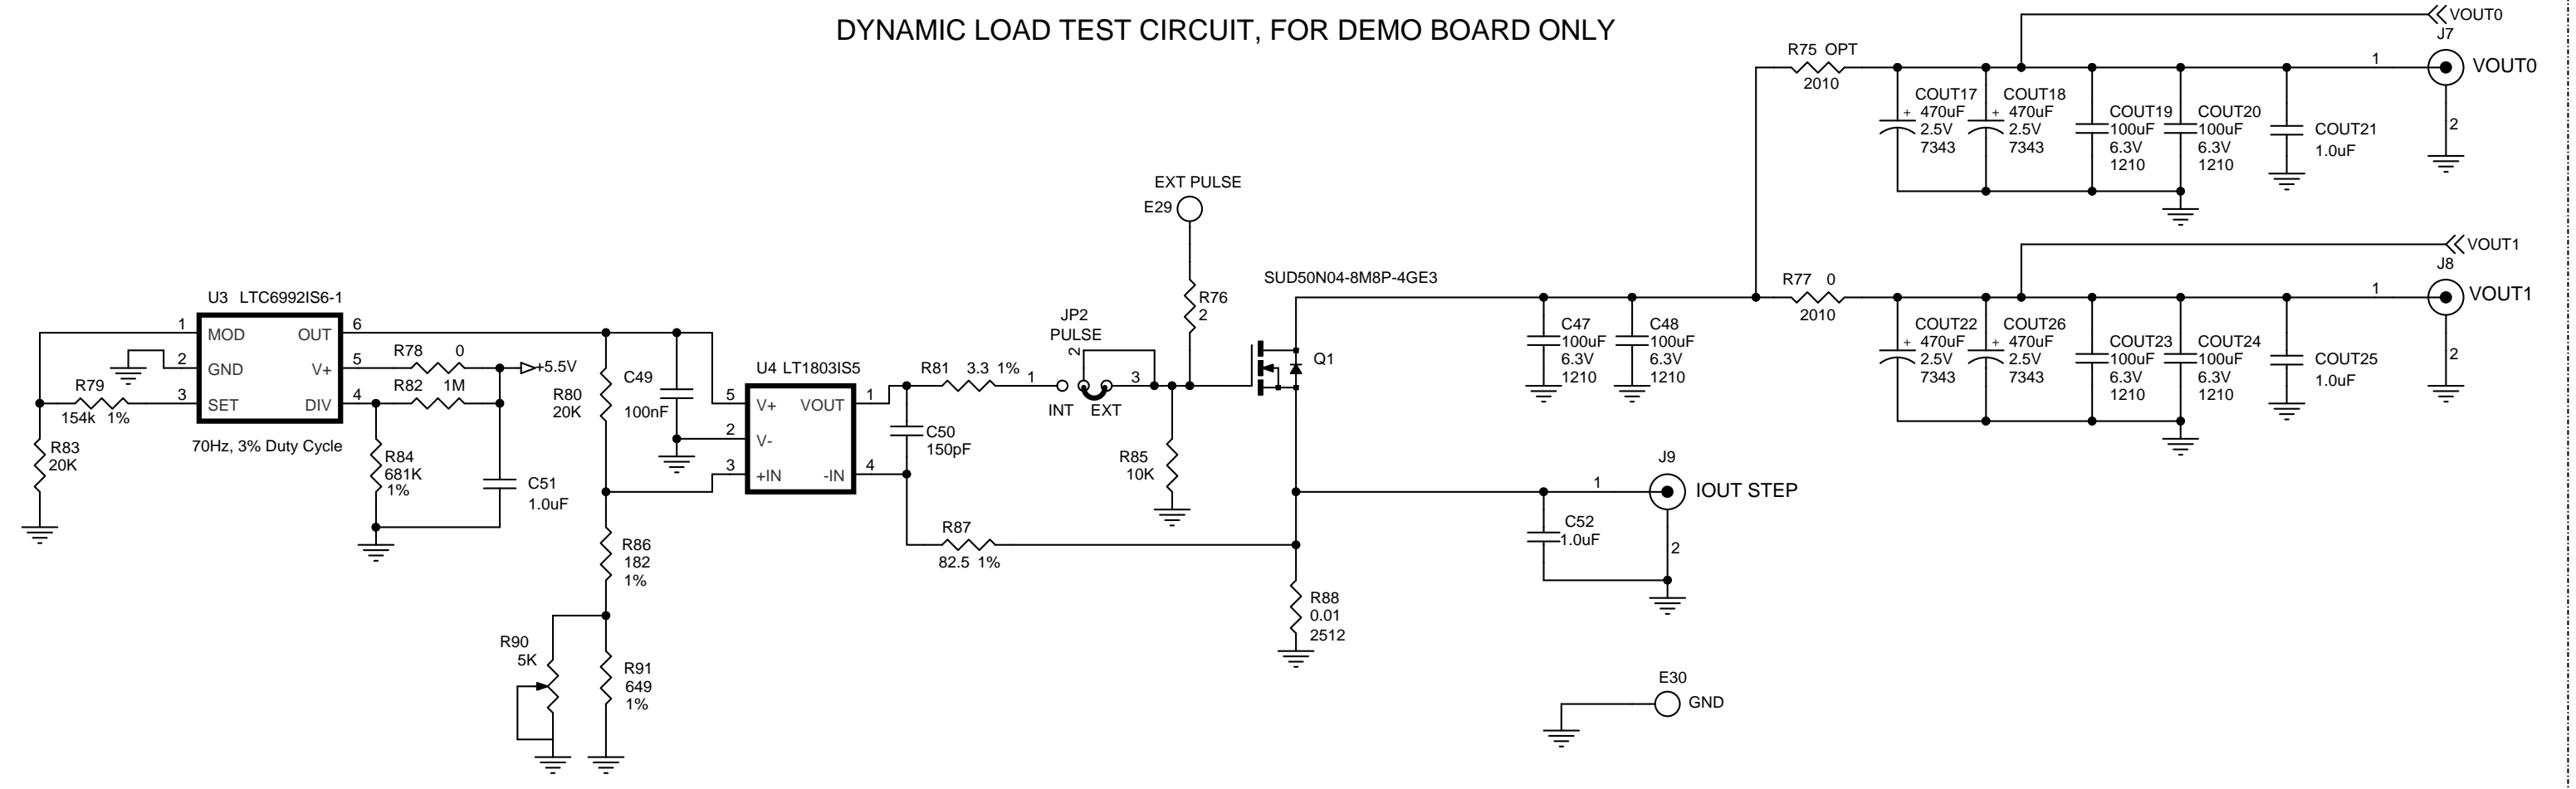 DYNAMIC LOAD TEST CIRCUIT, FOR DEMO BOARD ONLY
VOUT0
J7
R75 OPT
2010
1
VOUT0
COUT17
470uF
2.5V
7343
+
COUT18
470uF
2.5V
7343
+
COUT19
100uF
6.3V
1210
COUT20
100uF
6.3V
1210
COUT21
1.0uF
2
EXT PULSE
E29
R76
2
SUD50N04-8M8P-4GE3
VOUT1
J8
R77 0
2010
1
VOUT1
COUT22
470uF
2.5V
7343
+
COUT26
470uF
2.5V
7343
+
COUT23
100uF
6.3V
1210
COUT24
100uF
6.3V
1210
COUT25
1.0uF
2
U3 LTC6992IS6-1
1
MOD
OUT
6
2
GND
V+
5
3
SET
DIV
4
R78 0
+5.5V
R82 1M
R79
154k 1%
R83
20K
70Hz, 3% Duty Cycle
R84
681K
1%
C51
1.0uF
R80
20K
C49
100nF
U4 LT1803IS5
5
V+
VOUT
1
2
V-
3
+IN
-IN
4
R81 3.3 1%
C50
150pF
JP2
PULSE
2
1
3
INT
EXT
R85
10K
Q1
C47
100uF
6.3V
1210
C48
100uF
6.3V
1210
R86
182
1%
R87
82.5 1%
J9
1
IOUT STEP
C52
1.0uF
2
R88
0.01
2512
R90
5K
R91
649
1%
E30
GND